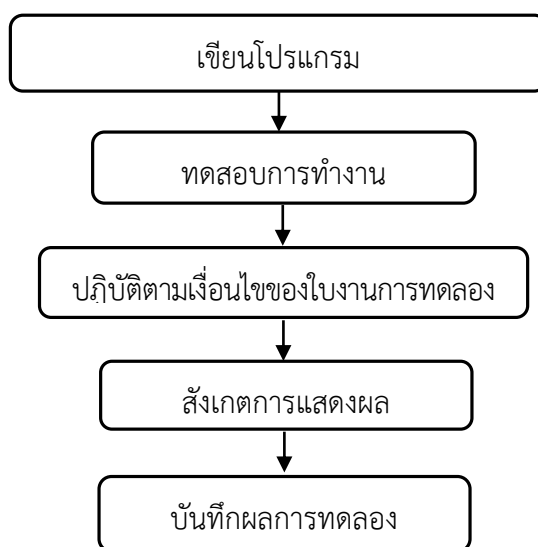 เขียนโปรแกรม
ทดสอบการทำงาน
ปฏิบัติตามเงื่อนไขของใบงานการทดลอง
สังเกตการแสดงผล
บันทึกผลการทดลอง